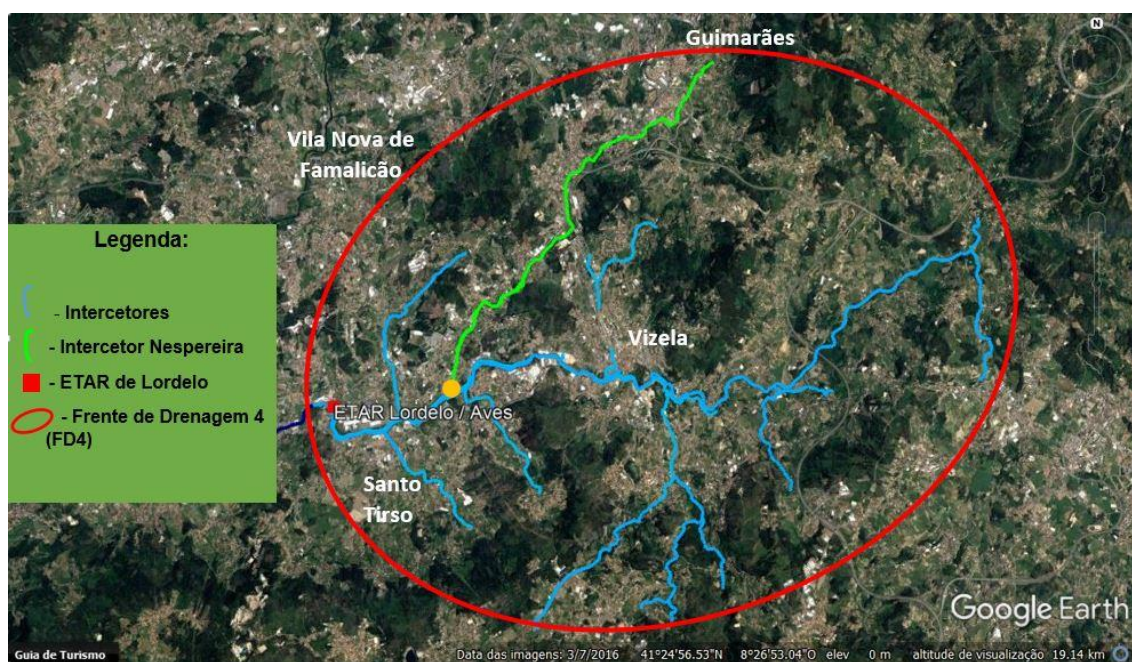 Guimarães
Vila Nova de
Famalicão
Legenda:
- Intercetores
- Intercetor Nespereira
- ETAR de Lordelo
- Frente de Drenagem 4
(FD4)
Vizela
ETAR Lordelo / Aves
Santo
Tirso
N
Google Earth
Guia de Turismo
Data das imagens: 3/7/2016 41°24'56.53"N 8°26'53.04"O elev 0 m altitude de visualização 19.14 km